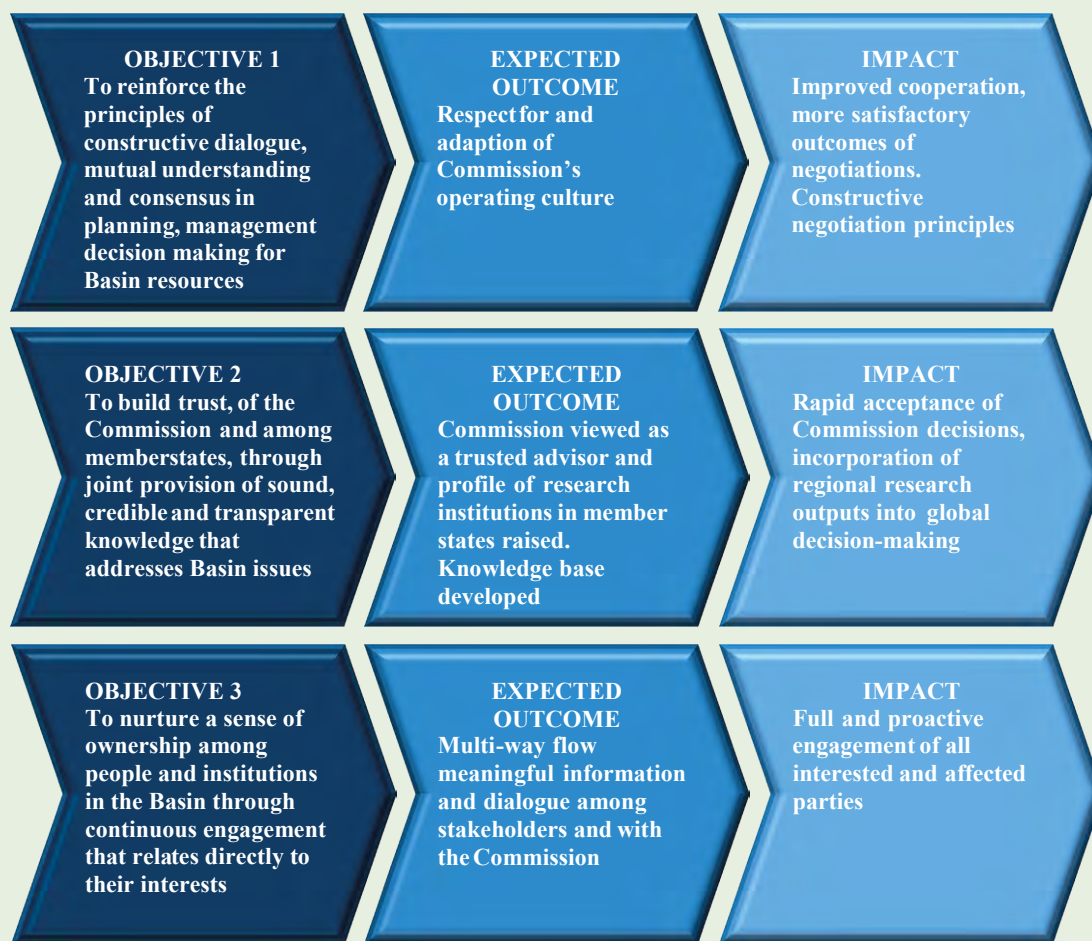 OBJECTIVE 1
To reinforce the
principles of
constructive dialogue,
mutual understanding
and consensus in
planning, management
decision making for
Basin resources
EXPECTED
OUTCOME
Respect for and
adaption of
Commission's
operating culture
IMPACT
Improved cooperation,
more satisfactory
outcomes of
negotiations.
Constructive
negotiation principles
OBJECTIVE 2
To build trust, of the
Commission and among
memberstates, through
joint provision of sound,
credible and transparent
knowledge that
addresses Basin issues
EXPECTED
OUTCOME
Commission viewed as
a trusted advisor and
profile of research
institutions in member
states raised.
Knowledge base
developed
IMPACT
Rapid acceptance of
Commission decisions,
incorporation of
regional research
outputs into global
decision-making
OBJECTIVE 3
To nurture a sense of
ownership among
people and institutions
in the Basin through
continuous engagement
that relates directly to
their interests
EXPECTED
OUTCOME
Multi-way flow
meaningful information
and dialogue among
stakeholders and with
the Commission
IMPACT
Full and proactive
engagement of all
interested and affected
parties